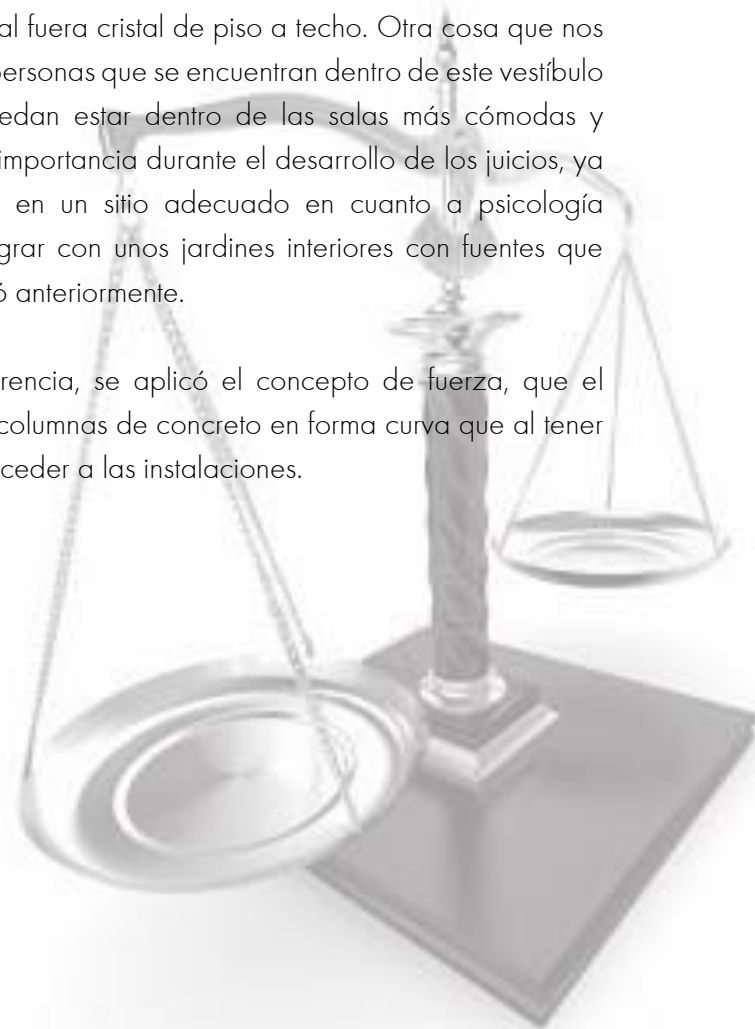 al fuera cristal de piso a techo. Otra cosa que nos
personas que se encuentran dentro de este vestíbulo
edan estar dentro de las salas más cómodas y
importancia durante el desarrollo de los juicios, ya
en un sitio adecuado en cuanto a psicología
grar con unos jardines interiores con fuentes que
ó anteriormente.
rencia, se aplicó el concepto de fuerza, que el
columnas de concreto en forma curva que al tener
ceder a las instalaciones.